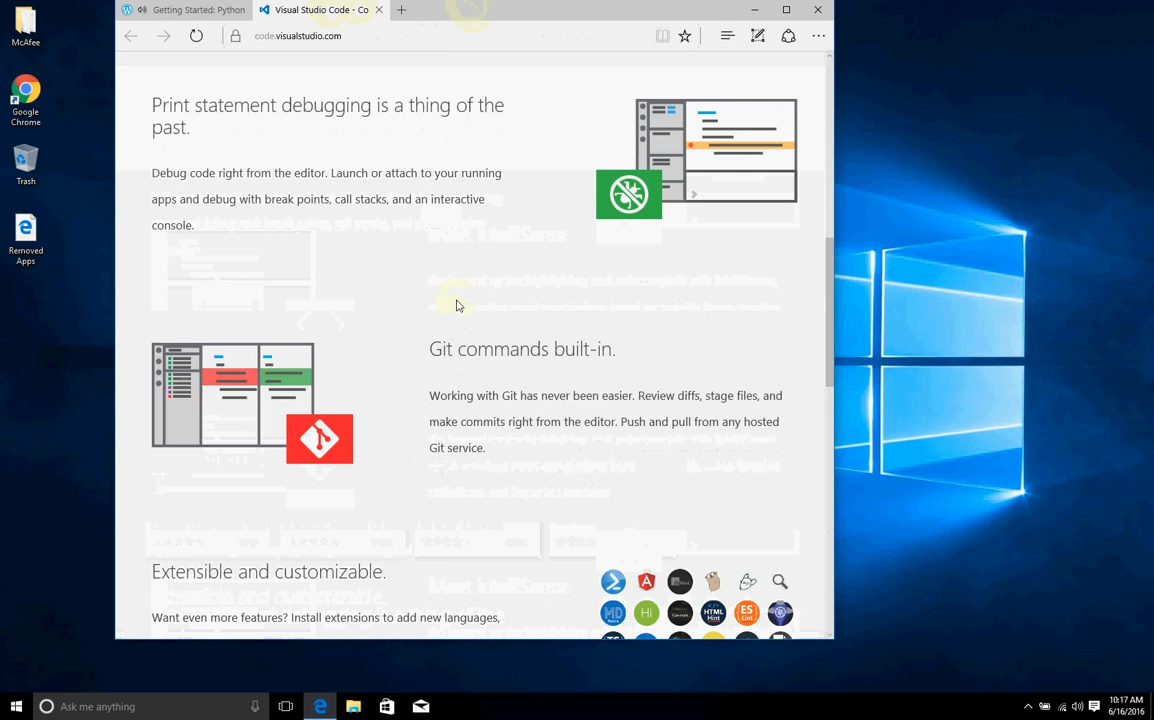 McAfee
Google
Chrome
Trash
Removed
Apps
Getting Started: Python
Visual Studio Code - Co
code.visualstudio.com
Print statement debugging is a thing of the
past.
Debug code right from the editor. Launch or attach to your running
apps and debug with break points, call stacks, and an interactive
console.
Git commands built-in.
Working with Git has never been easier. Review diffs, stage files, and
make commits right from the editor. Push and pull from any hosted
Git service.
Extensible and customizable.
Want even more features? Install extensions to add new languages,
MD
Hi
HTML
Hint
ES
Lint
Ask me anything
10:17 AM
6/16/2016